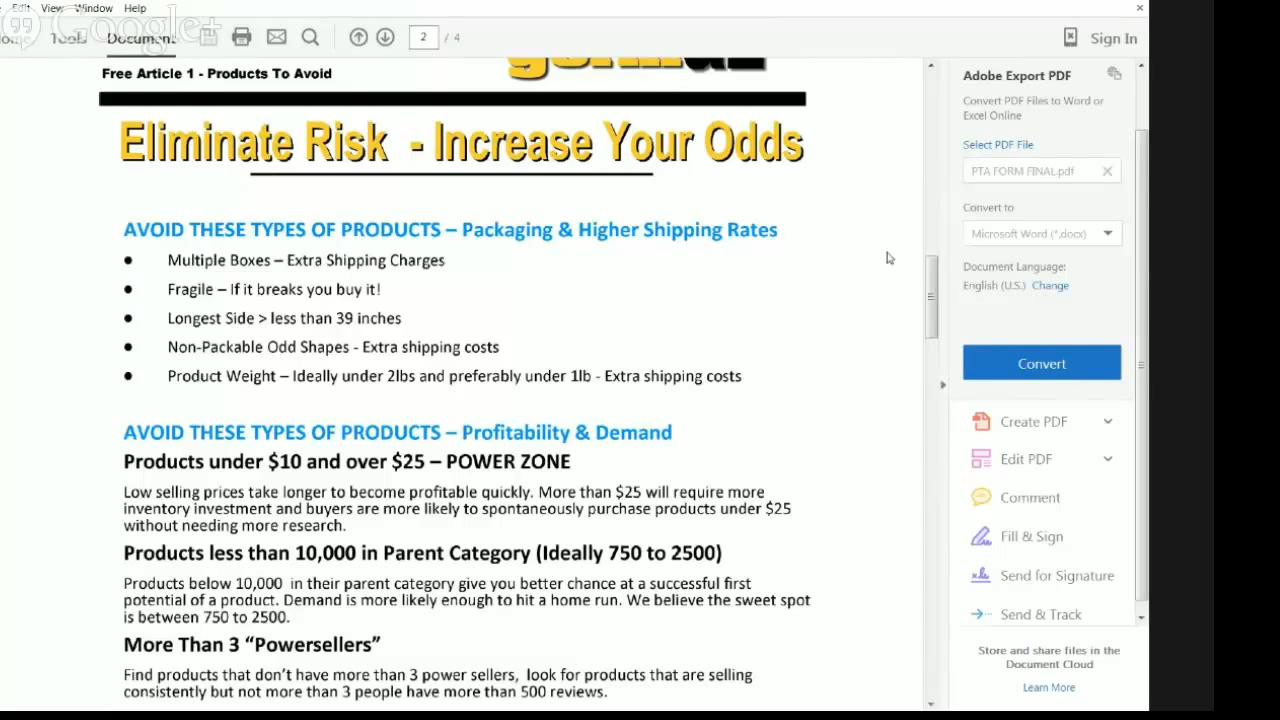 Edit View Window Help
Google+
Home Tools Document
2 / 4
Sign In
Free Article 1 - Products To Avoid
Eliminate Risk - Increase Your Odds
AVOID THESE TYPES OF PRODUCTS – Packaging & Higher Shipping Rates
● Multiple Boxes – Extra Shipping Charges
● Fragile – If it breaks you buy it!
● Longest Side > less than 39 inches
● Non-Packable Odd Shapes - Extra shipping costs
● Product Weight – Ideally under 2lbs and preferably under 1lb - Extra shipping costs
AVOID THESE TYPES OF PRODUCTS – Profitability & Demand
Products under $10 and over $25 – POWER ZONE
Low selling prices take longer to become profitable quickly. More than $25 will require more
inventory investment and buyers are more likely to spontaneously purchase products under $25
without needing more research.
Products less than 10,000 in Parent Category (Ideally 750 to 2500)
Products below 10,000 in their parent category give you better chance at a successful first
potential of a product. Demand is more likely enough to hit a home run. We believe the sweet spot
is between 750 to 2500.
More Than 3 “Powersellers”
Find products that don’t have more than 3 power sellers, look for products that are selling
consistently but not more than 3 people have more than 500 reviews.
Adobe Export PDF
Convert PDF Files to Word or
Excel Online
Select PDF File
PTA FORM FINAL.pdf
Convert to
Microsoft Word (*.docx)
Document Language:
English (U.S.) Change
Convert
Create PDF
Edit PDF
Comment
Fill & Sign
Send for Signature
Send & Track
Store and share files in the
Document Cloud
Learn More